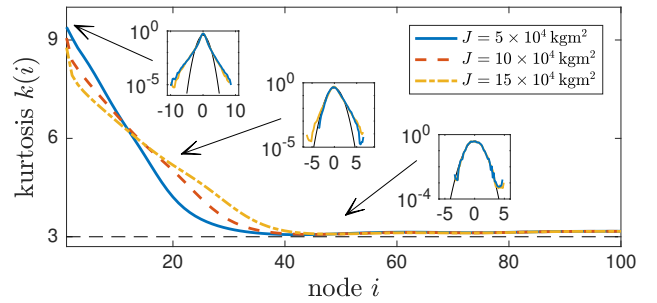 kurtosis k(i)
9
6
3
J = 5 × 10⁴ kgm²
J = 10 × 10⁴ kgm²
J = 15 × 10⁴ kgm²
10⁰
10⁻⁵
-10 0 10
10⁰
10⁻⁵
-5 0 5
10⁰
10⁻⁴
-5 0 5
20 40 60 80 100
node i